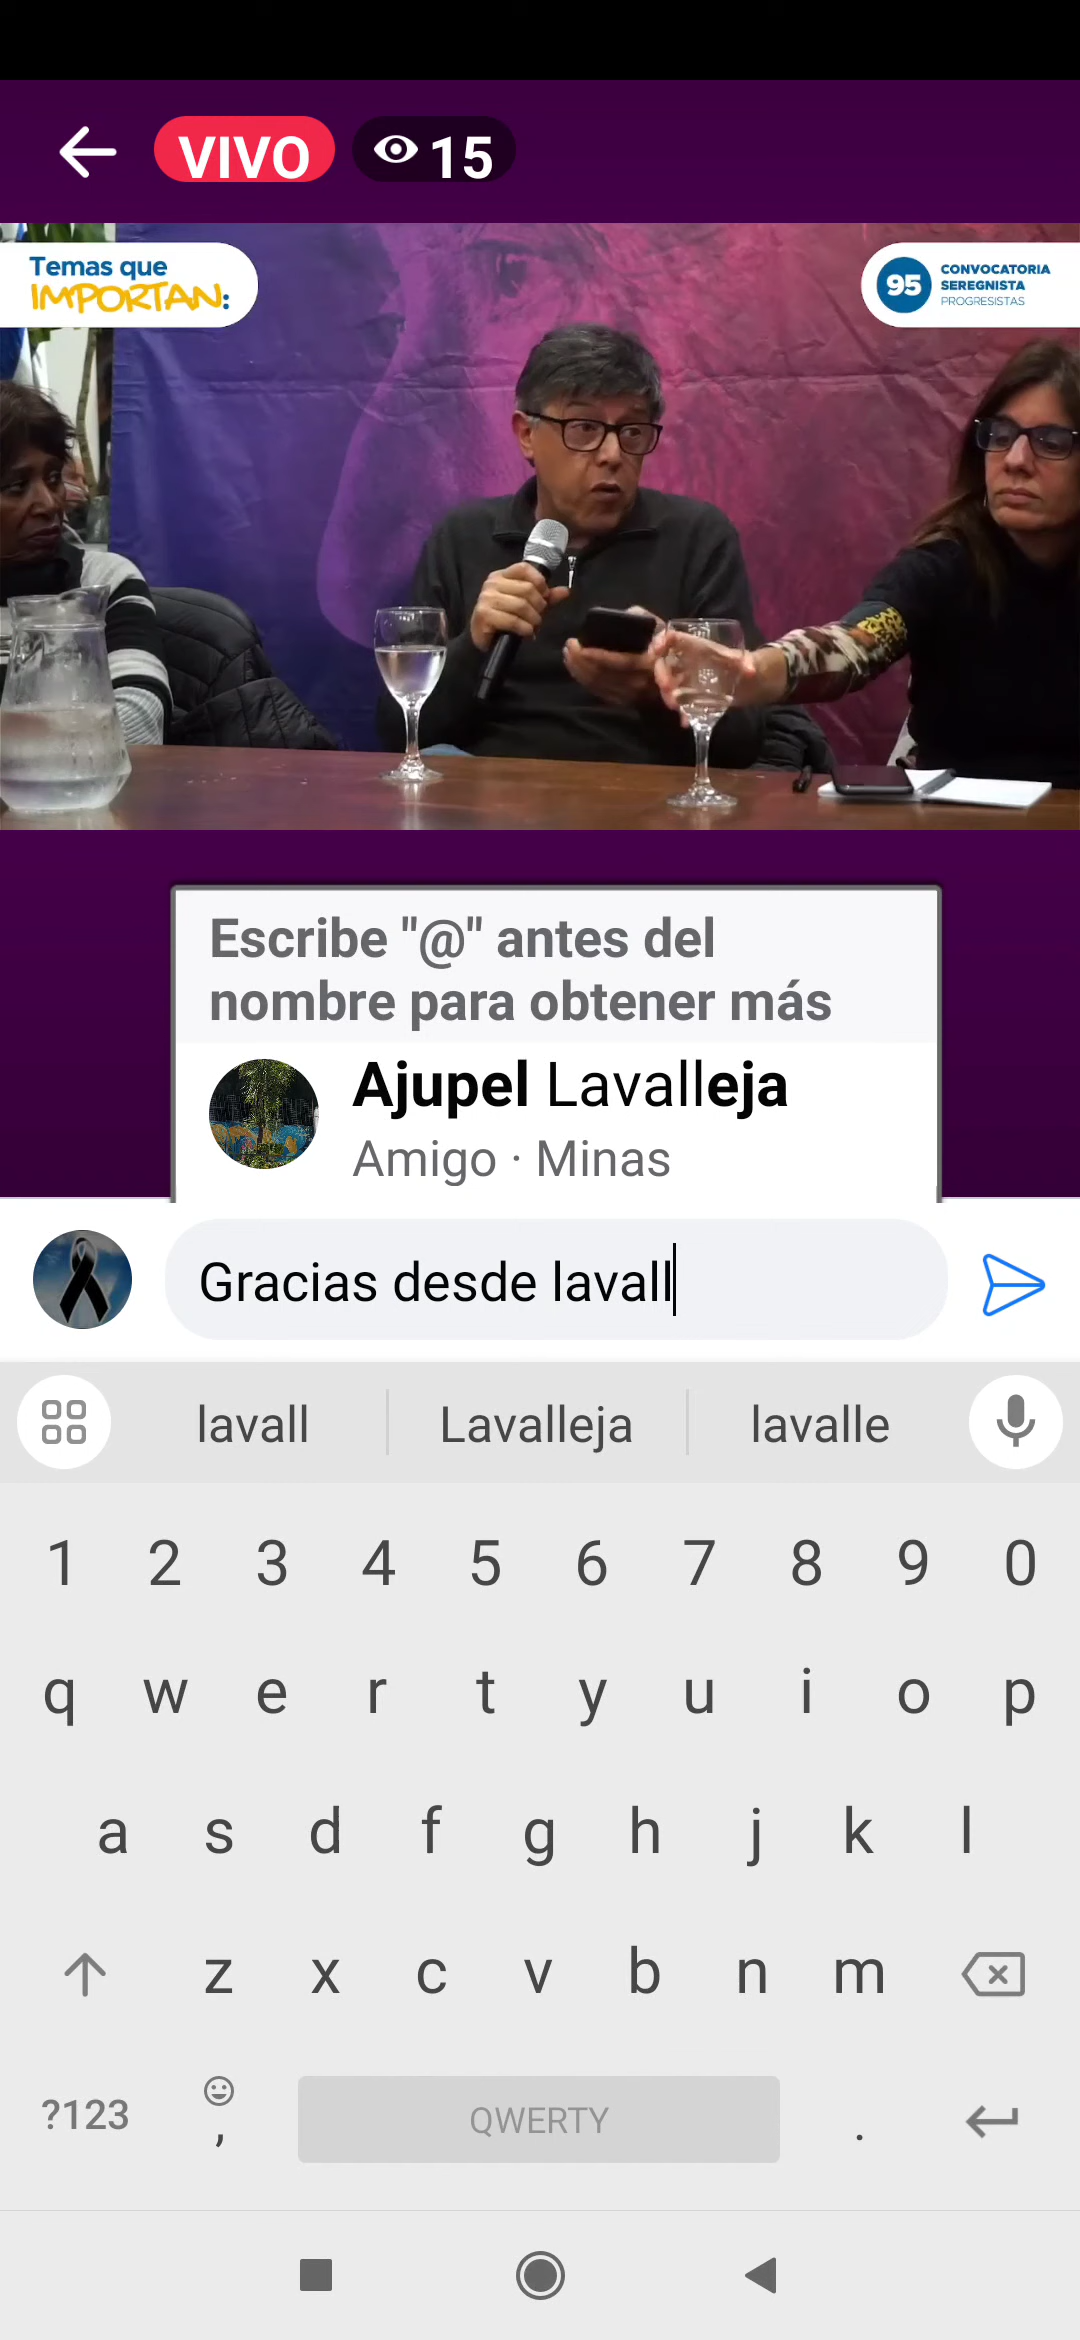 VIVO 15
Temas que
IMPORTAN:
95
CONVOCATORIA
SEREGNISTA
PROGRESISTAS
Escribe "@" antes del
nombre para obtener más
Ajupel Lavalleja
Amigo · Minas
Gracias desde lavall
lavall Lavalleja lavalle
1 2 3 4 5 6 7 8 9 0
q w e r t y u i o p
a s d f g h j k l
z x c v b n m
?123 , QWERTY .